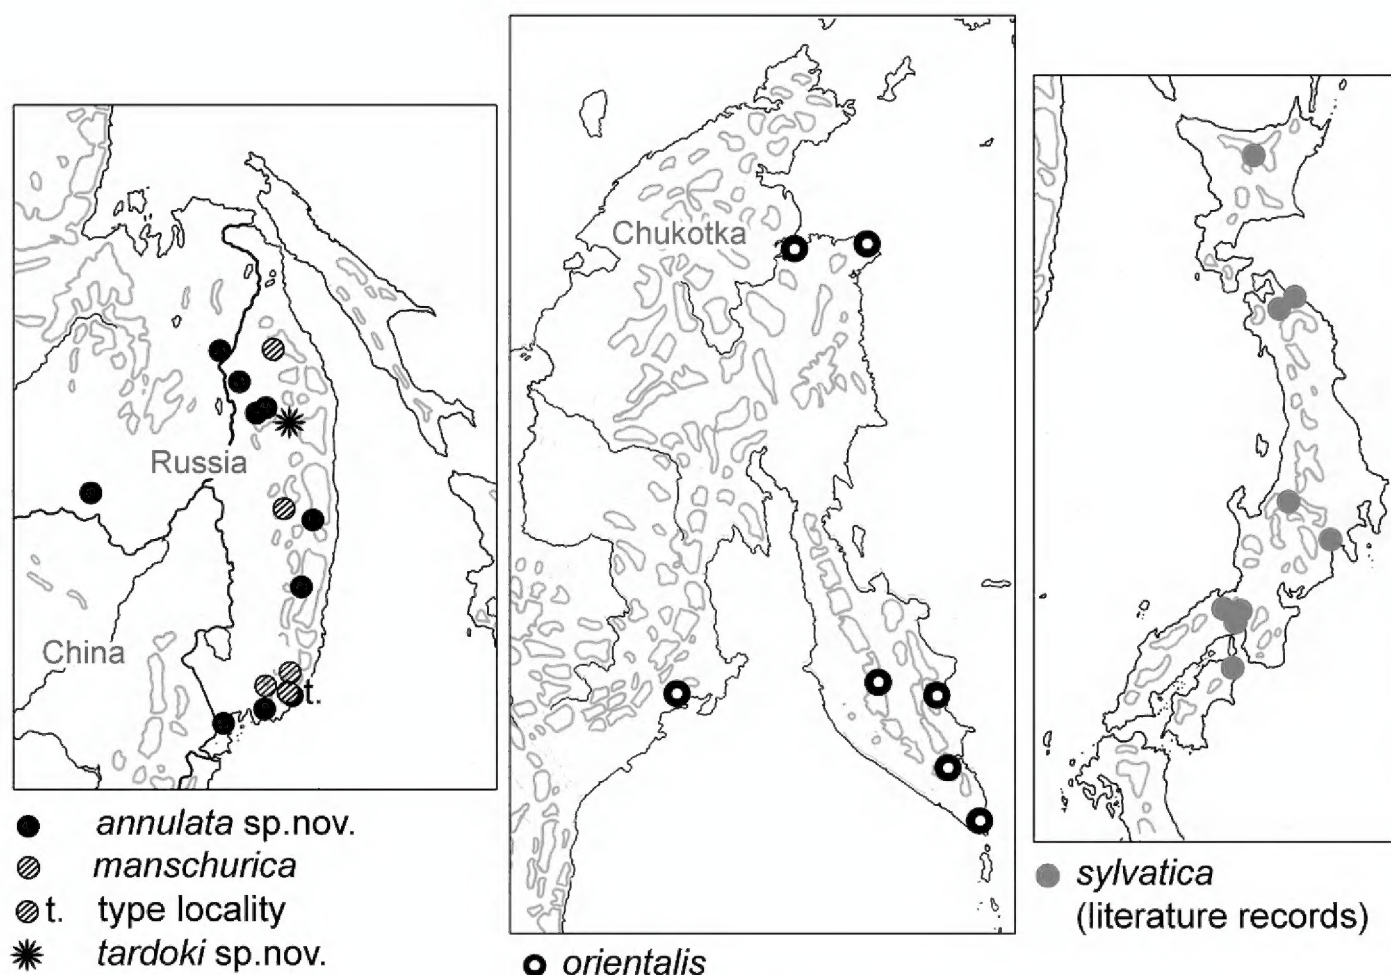 Russia
China
t.
annulata sp.nov.
manschurica
t. type locality
tardoki sp.nov.
Chukotka
orientalis
sylvatica
(literature records)